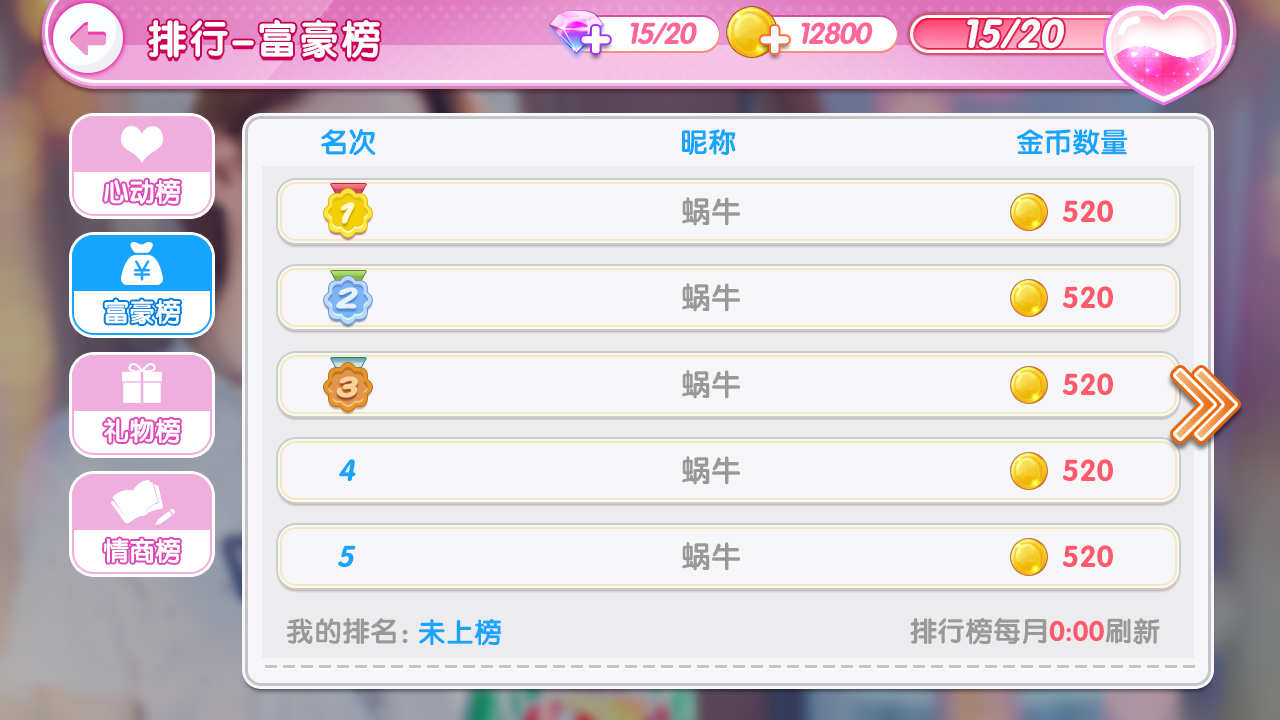 排行-富豪榜
15/20
12800
15/20
心动榜
富豪榜
礼物榜
情商榜
名次 昵称 金币数量
1 蜗牛 520
2 蜗牛 520
3 蜗牛 520
4 蜗牛 520
5 蜗牛 520
我的排名: 未上榜
排行榜每月0:00刷新